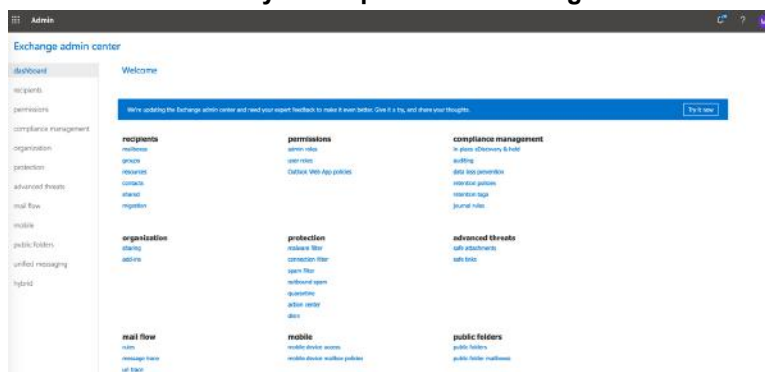 Admin
?
Exchange admin center
dashboard
Welcome
recipients
permissions
We're updating the Exchange admin center and need your expert feedback to make it even better. Give it a try, and share your thoughts.
Try it now
compliance management
organization
protection
advanced threats
mail flow
mobile
public folders
unified messaging
hybrid
recipients
mailboxes
groups
resources
contacts
shared
migration
permissions
admin roles
user roles
Outlook Web App policies
compliance management
in-place eDiscovery & hold
auditing
data loss prevention
retention policies
retention tags
journal rules
organization
sharing
add-ins
protection
malware filter
connection filter
spam filter
outbound spam
quarantine
action center
dkim
advanced threats
safe attachments
safe links
mail flow
rules
message trace
url trace
mobile
mobile device access
mobile device mailbox policies
public folders
public folders
public folder mailboxes